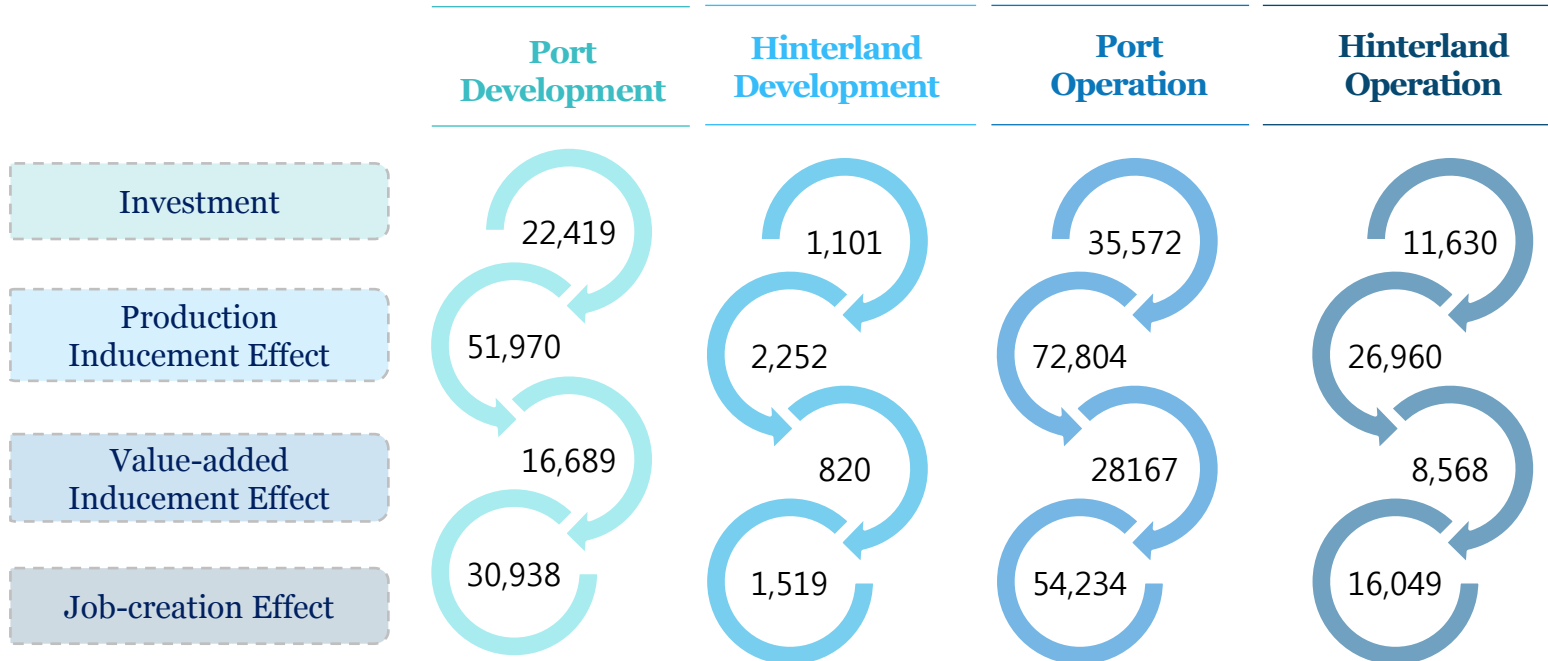 Port
Development
Hinterland
Development
Port
Operation
Hinterland
Operation
Investment
22,419
1,101
35,572
11,630
Production
Inducement Effect
51,970
2,252
72,804
26,960
Value-added
Inducement Effect
16,689
820
28167
8,568
Job-creation Effect
30,938
1,519
54,234
16,049